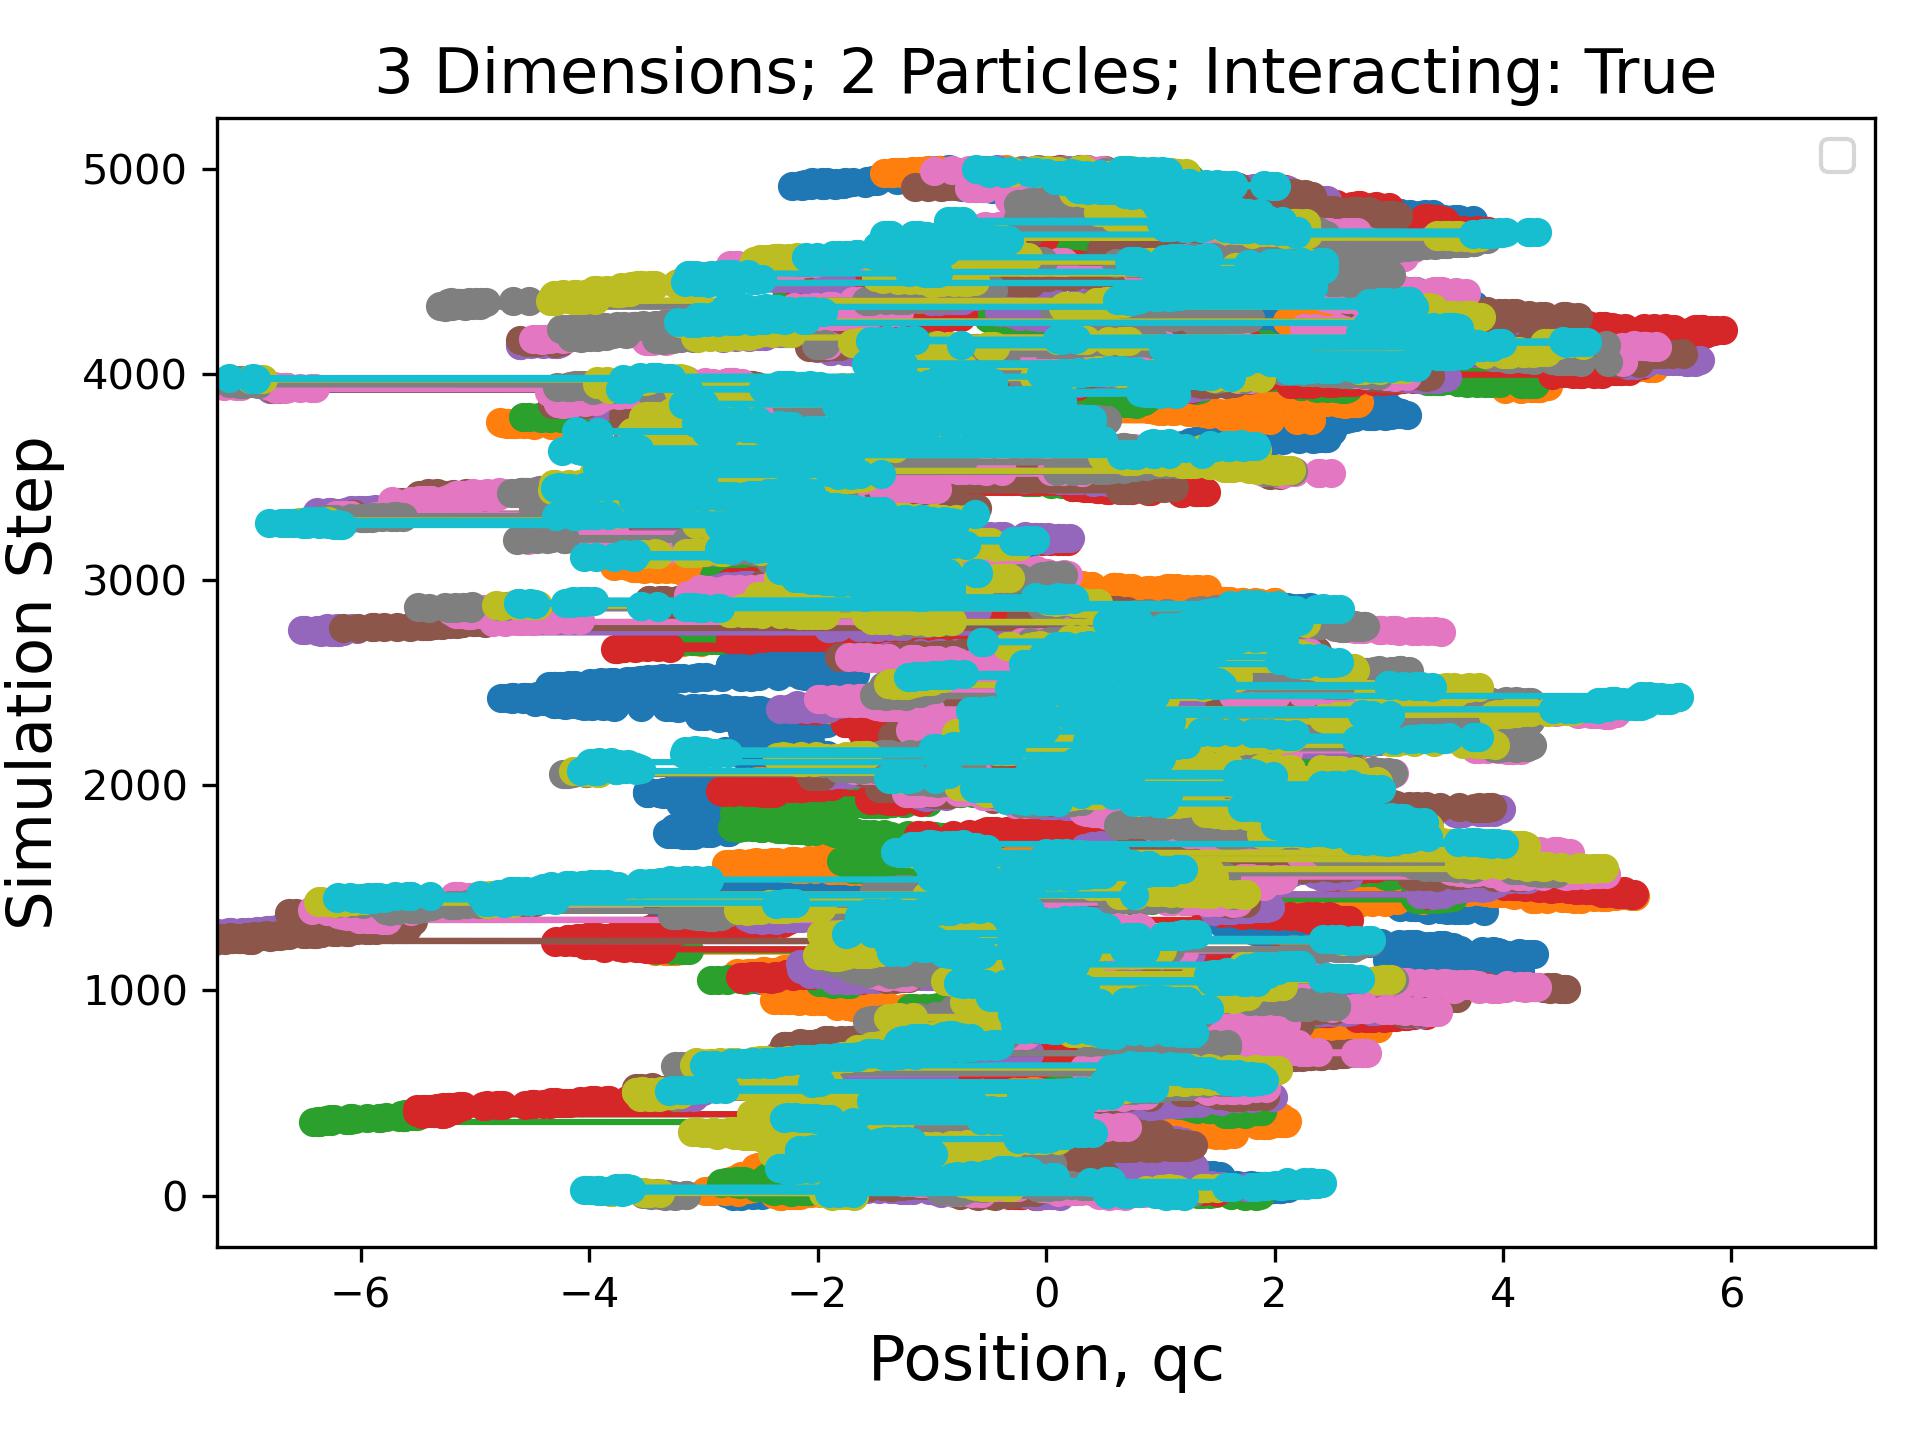 3 Dimensions; 2 Particles; Interacting: True
5000
4000
3000
2000
1000
0
Simulation Step
−6 −4 −2 0 2 4 6
Position, qc